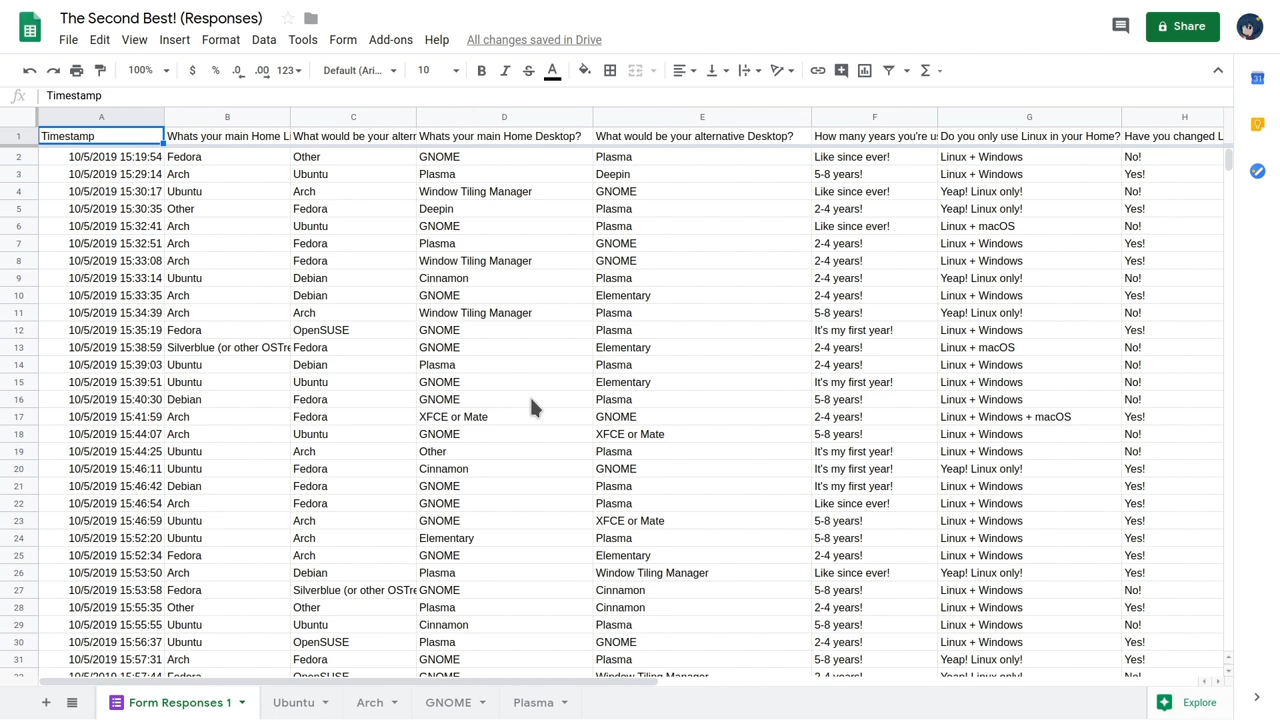 The Second Best! (Responses)
Share
File Edit View Insert Format Data Tools Form Add-ons Help All changes saved in Drive
100% $ % .0 .00 123 Default (Ari... 10
fx Timestamp
A B C D E F G H
1 Timestamp Whats your main Home Li What would be your altern Whats your main Home Desktop? What would be your alternative Desktop? How many years you're us Do you only use Linux in your Home? Have you changed L
2 10/5/2019 15:19:54 Fedora Other GNOME Plasma Like since ever! Linux + Windows No!
3 10/5/2019 15:29:14 Arch Ubuntu Plasma Deepin 5-8 years! Linux + Windows Yes!
4 10/5/2019 15:30:17 Ubuntu Arch Window Tiling Manager GNOME Like since ever! Yeap! Linux only! No!
5 10/5/2019 15:30:35 Other Fedora Deepin Plasma 2-4 years! Yeap! Linux only! Yes!
6 10/5/2019 15:32:41 Arch Ubuntu GNOME Plasma Like since ever! Linux + macOS No!
7 10/5/2019 15:32:51 Arch Fedora Plasma GNOME 2-4 years! Linux + Windows Yes!
8 10/5/2019 15:33:08 Arch Fedora Window Tiling Manager GNOME 2-4 years! Linux + Windows Yes!
9 10/5/2019 15:33:14 Ubuntu Debian Cinnamon Plasma 2-4 years! Yeap! Linux only! No!
10 10/5/2019 15:33:35 Arch Debian GNOME Elementary 2-4 years! Linux + Windows Yes!
11 10/5/2019 15:34:39 Arch Arch Window Tiling Manager Plasma 5-8 years! Yeap! Linux only! No!
12 10/5/2019 15:35:19 Fedora OpenSUSE GNOME Plasma It's my first year! Linux + Windows Yes!
13 10/5/2019 15:38:59 Silverblue (or other OSTre Fedora GNOME Elementary 2-4 years! Linux + macOS No!
14 10/5/2019 15:39:03 Ubuntu Debian Plasma Plasma 2-4 years! Linux + Windows No!
15 10/5/2019 15:39:51 Ubuntu Ubuntu GNOME Elementary It's my first year! Linux + Windows No!
16 10/5/2019 15:40:30 Debian Fedora GNOME Plasma 5-8 years! Linux + Windows No!
17 10/5/2019 15:41:59 Arch Fedora XFCE or Mate GNOME 2-4 years! Linux + Windows + macOS Yes!
18 10/5/2019 15:44:07 Arch Ubuntu GNOME XFCE or Mate 5-8 years! Linux + Windows No!
19 10/5/2019 15:44:25 Ubuntu Arch Other Plasma It's my first year! Linux + Windows No!
20 10/5/2019 15:46:11 Ubuntu Fedora Cinnamon GNOME It's my first year! Yeap! Linux only! Yes!
21 10/5/2019 15:46:42 Debian Fedora GNOME Plasma It's my first year! Linux + Windows Yes!
22 10/5/2019 15:46:54 Arch Fedora GNOME Plasma Like since ever! Linux + Windows Yes!
23 10/5/2019 15:46:59 Ubuntu Arch GNOME XFCE or Mate 5-8 years! Linux + Windows Yes!
24 10/5/2019 15:52:20 Ubuntu Arch Elementary Plasma 5-8 years! Linux + Windows Yes!
25 10/5/2019 15:52:34 Fedora Arch GNOME Elementary 2-4 years! Linux + Windows Yes!
26 10/5/2019 15:53:50 Arch Debian Plasma Window Tiling Manager Like since ever! Yeap! Linux only! Yes!
27 10/5/2019 15:53:58 Fedora Silverblue (or other OSTre GNOME Cinnamon 5-8 years! Linux + Windows No!
28 10/5/2019 15:55:35 Other Other Plasma Cinnamon 2-4 years! Linux + Windows Yes!
29 10/5/2019 15:55:55 Ubuntu Ubuntu Cinnamon Plasma 5-8 years! Linux + Windows No!
30 10/5/2019 15:56:37 Ubuntu OpenSUSE Plasma GNOME 2-4 years! Linux + Windows Yes!
31 10/5/2019 15:57:31 Arch Fedora GNOME Plasma 5-8 years! Yeap! Linux only! Yes!
10/5/2019 15:57:44 Fedora OpenSUSE GNOME Window Tiling Manager 2-4 years! Yeap! Linux only! Yes!
Form Responses 1 Ubuntu Arch GNOME Plasma Explore